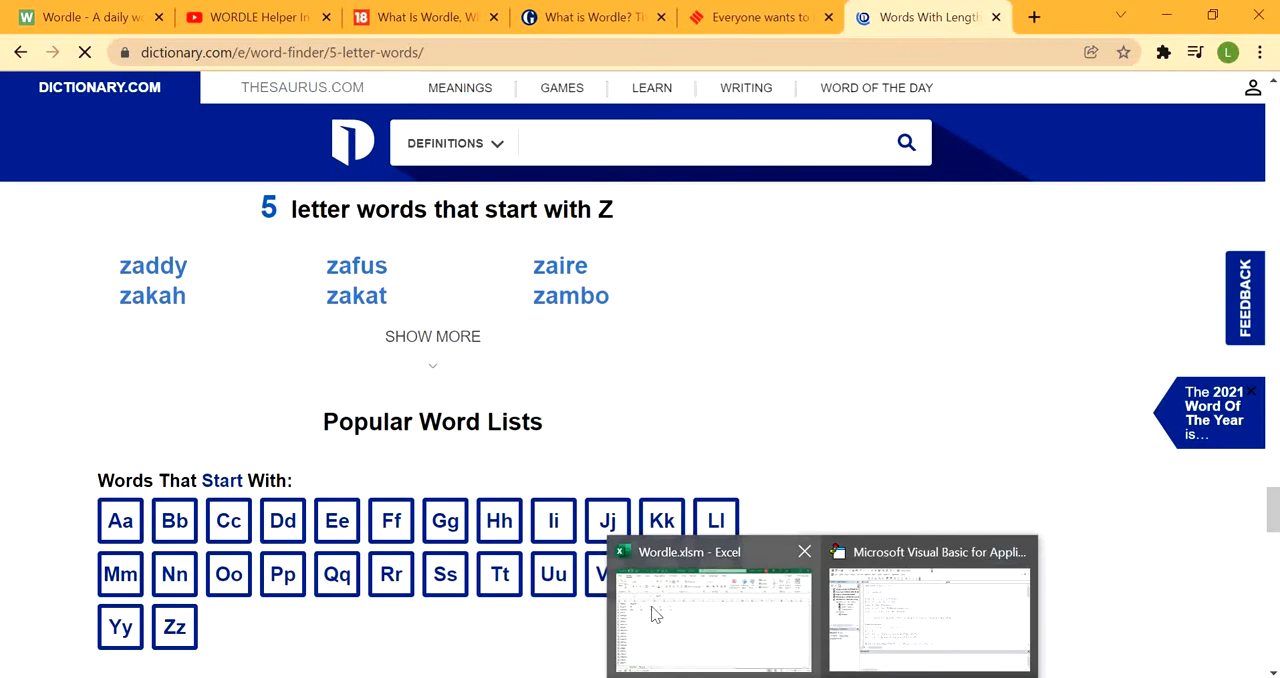 Wordle - A daily wo
WORDLE Helper In
What Is Wordle, W
What is Wordle? Th
Everyone wants to
Words With Length
dictionary.com/e/word-finder/5-letter-words/
L
DICTIONARY.COM
THESAURUS.COM
MEANINGS
GAMES
LEARN
WRITING
WORD OF THE DAY
DEFINITIONS
5 letter words that start with Z
zaddy zafus zaire
zakah zakat zambo
SHOW MORE
FEEDBACK
The 2021
Word Of
The Year
is...
Popular Word Lists
Words That Start With:
Aa Bb Cc Dd Ee Ff Gg Hh Ii Jj Kk Ll
Mm Nn Oo Pp Qq Rr Ss Tt Uu
Yy Zz
Wordle.xlsm - Excel
Microsoft Visual Basic for Appli...